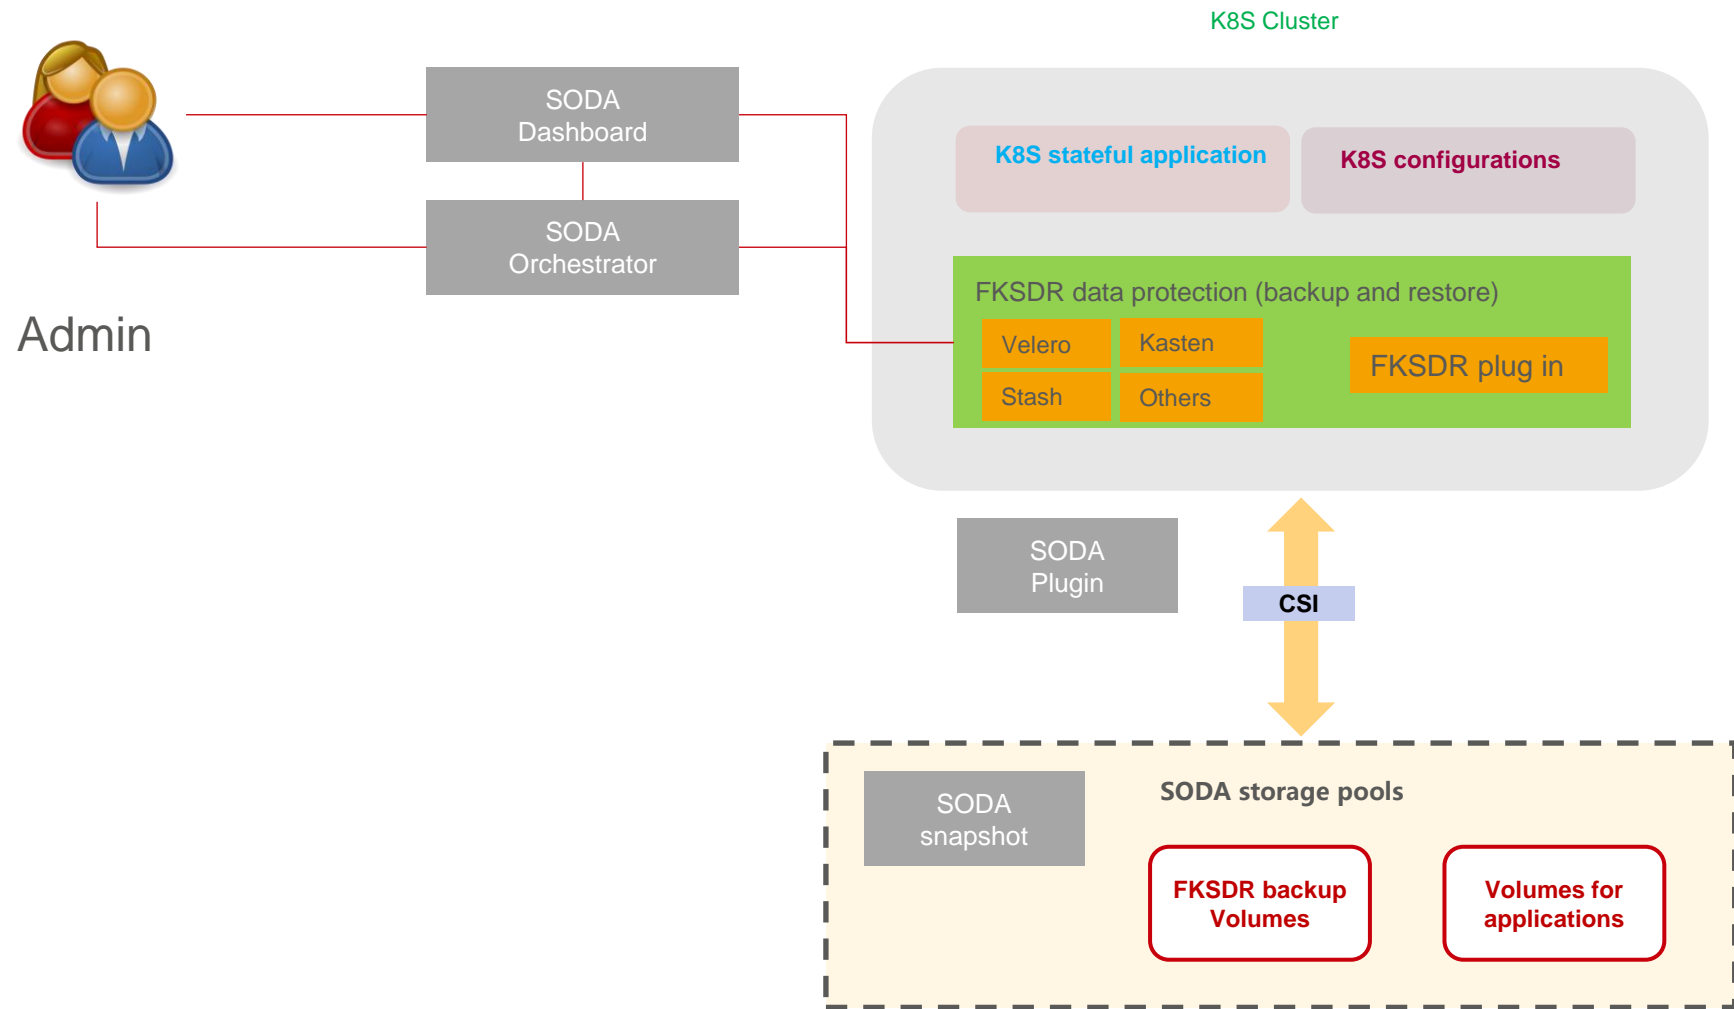 K8S Cluster
SODA
Dashboard
K8S stateful application
K8S configurations
SODA
Orchestrator
Admin
FKSDR data protection (backup and restore)
Velero
Kasten
FKSDR plug in
Stash
Others
SODA
Plugin
CSI
SODA
snapshot
SODA storage pools
FKSDR backup
Volumes
Volumes for
applications